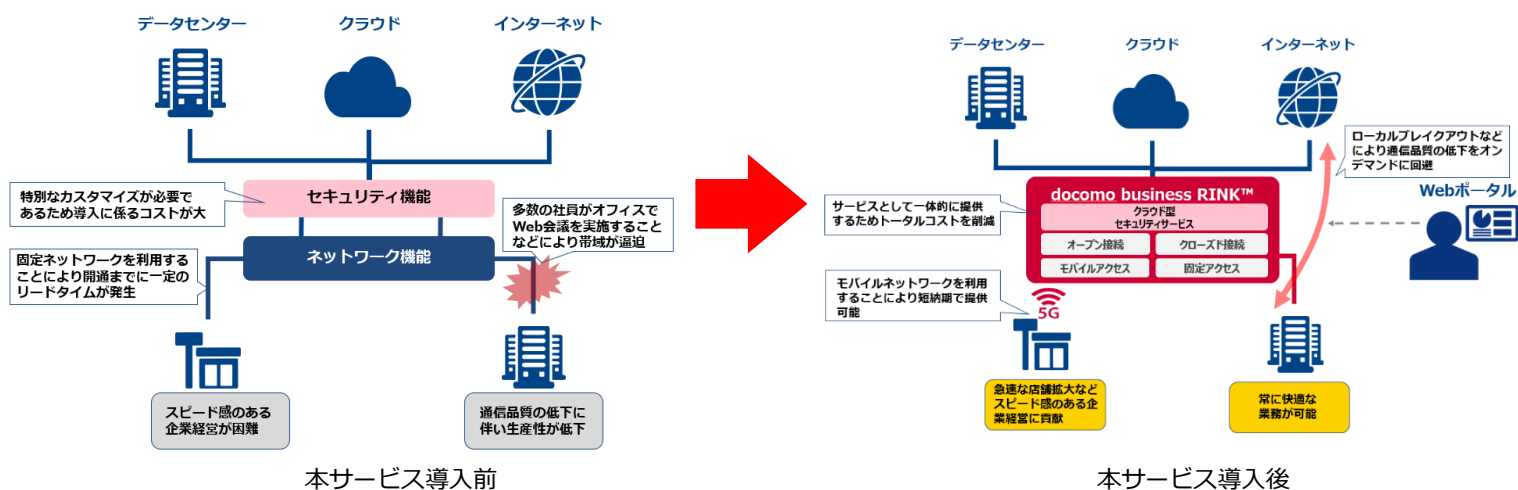 データセンター
クラウド
インターネット
特別なカスタマイズが必要で
あるため導入に係るコストが大
セキュリティ機能
多数の社員がオフィスで
Web会議を実施すること
などにより帯域が逼迫
固定ネットワークを利用する
ことにより開通までに一定の
リードタイムが発生
ネットワーク機能
スピード感のある
企業経営が困難
通信品質の低下に
伴い生産性が低下
本サービス導入前
データセンター
クラウド
インターネット
ローカルブレイクアウトなど
により通信品質の低下をオン
デマンドに回避
Webポータル
サービスとして一体的に提供
するためトータルコストを削減
docomo business RINK™
クラウド型
セキュリティサービス
オープン接続
クローズド接続
モバイルアクセス
固定アクセス
モバイルネットワークを利用
することにより短納期で提供
可能
5G
急速な店舗拡大など
スピード感のある企
業経営に貢献
常に快適な
業務が可能
本サービス導入後